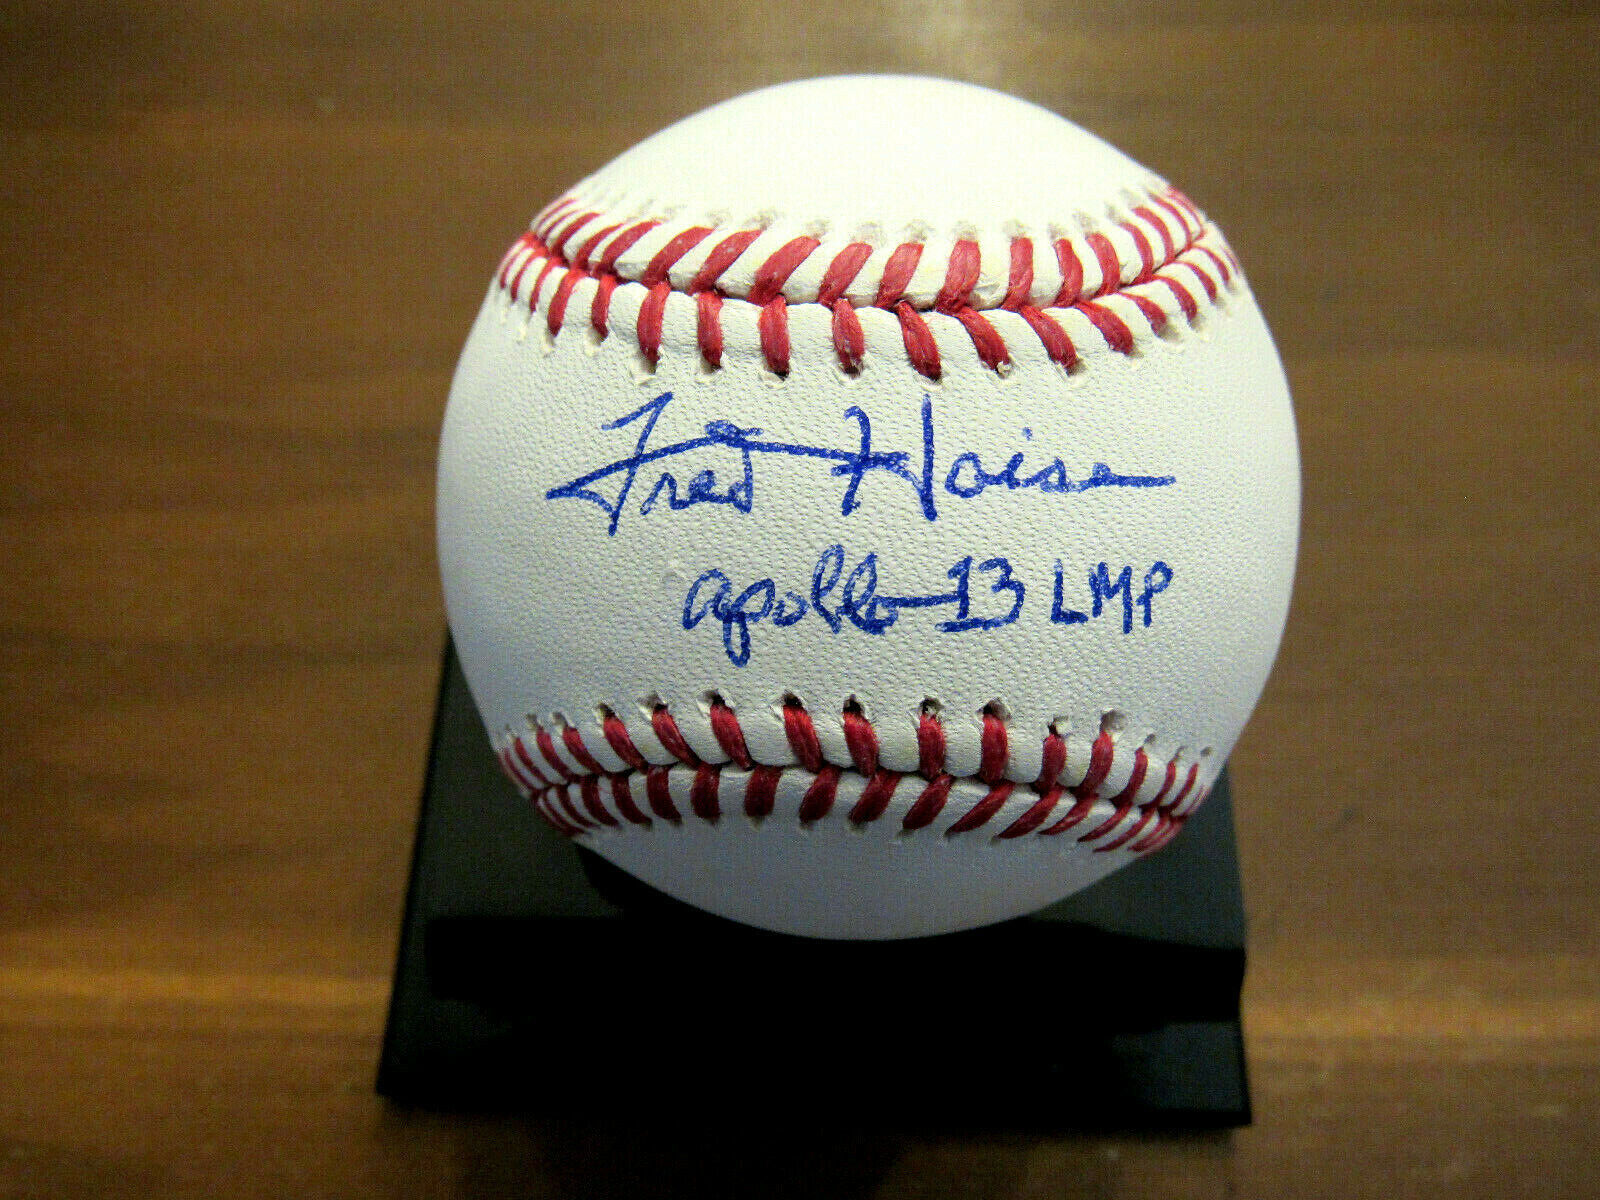 Fred Haise
Apollo 13 LMP